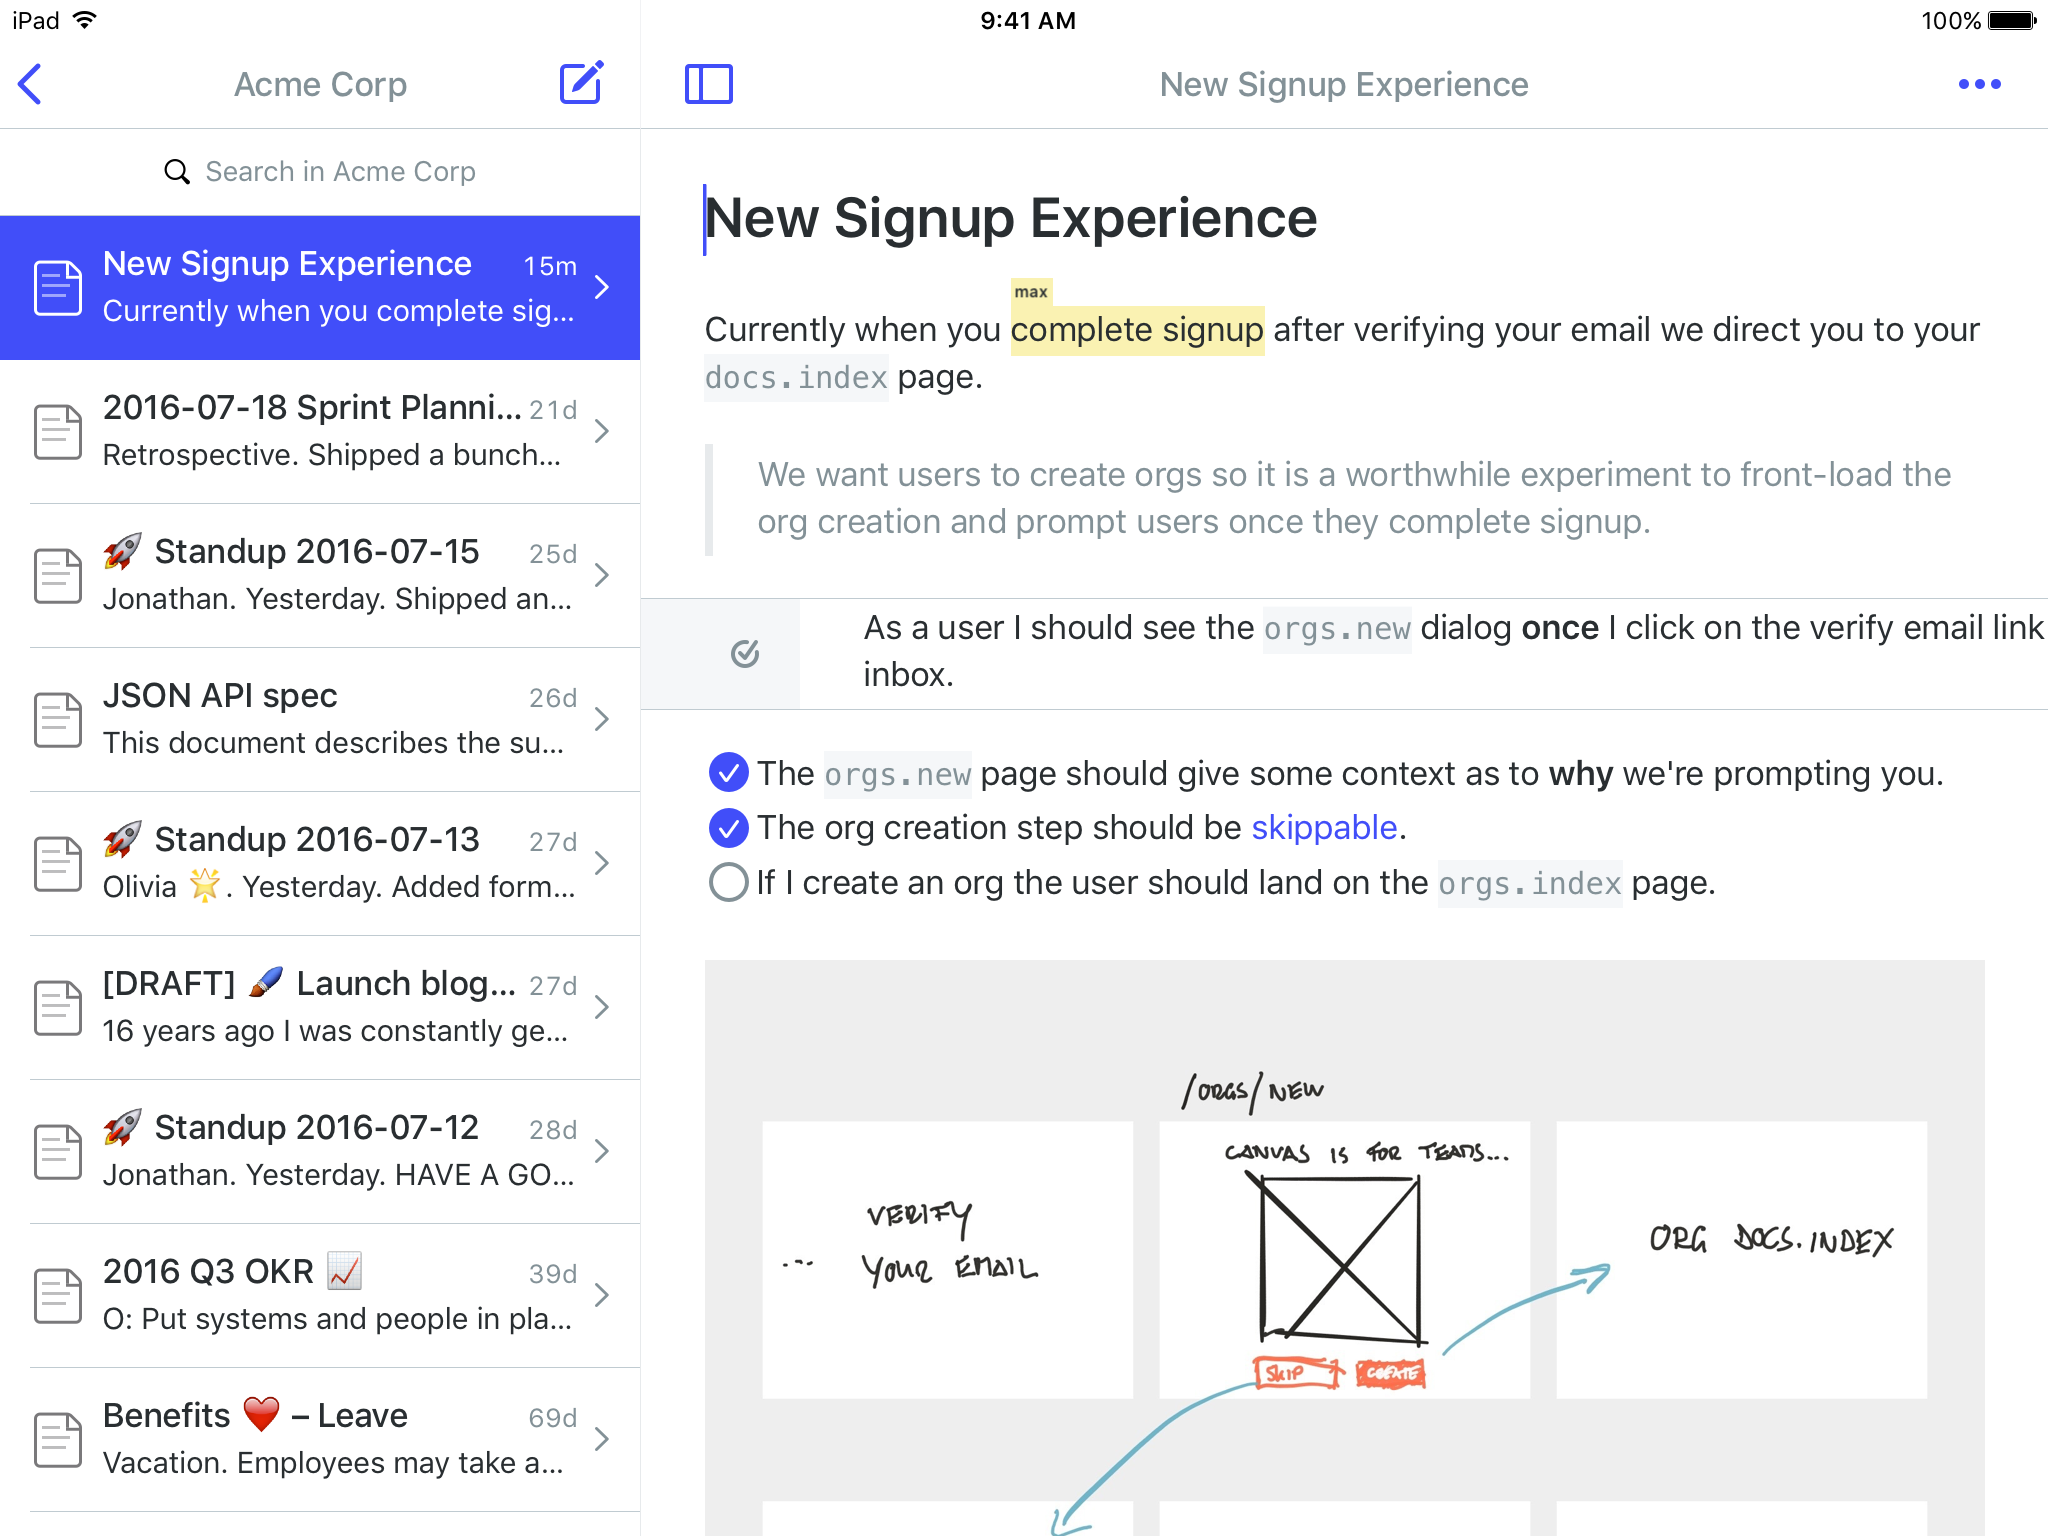 iPad
9:41 AM
100%
Acme Corp
Search in Acme Corp
New Signup Experience 15m
Currently when you complete sig...
2016-07-18 Sprint Planni... 21d
Retrospective. Shipped a bunch...
🚀 Standup 2016-07-15 25d
Jonathan. Yesterday. Shipped an...
JSON API spec 26d
This document describes the su...
🚀 Standup 2016-07-13 27d
Olivia 🌟. Yesterday. Added form...
[DRAFT] 🖌 Launch blog... 27d
16 years ago I was constantly ge...
🚀 Standup 2016-07-12 28d
Jonathan. Yesterday. HAVE A GO...
2016 Q3 OKR 📈 39d
O: Put systems and people in pla...
Benefits ❤️ – Leave 69d
Vacation. Employees may take a...
New Signup Experience
New Signup Experience
max
Currently when you complete signup after verifying your email we direct you to your
docs.index page.
We want users to create orgs so it is a worthwhile experiment to front-load the
org creation and prompt users once they complete signup.
As a user I should see the orgs.new dialog once I click on the verify email link
inbox.
The orgs.new page should give some context as to why we're prompting you.
The org creation step should be skippable.
If I create an org the user should land on the orgs.index page.
/ORGS/NEW
... VERIFY
YOUR EMAIL
CANVAS IS FOR TEAMS...
SKIP
CREATE
ORG DOCS.INDEX